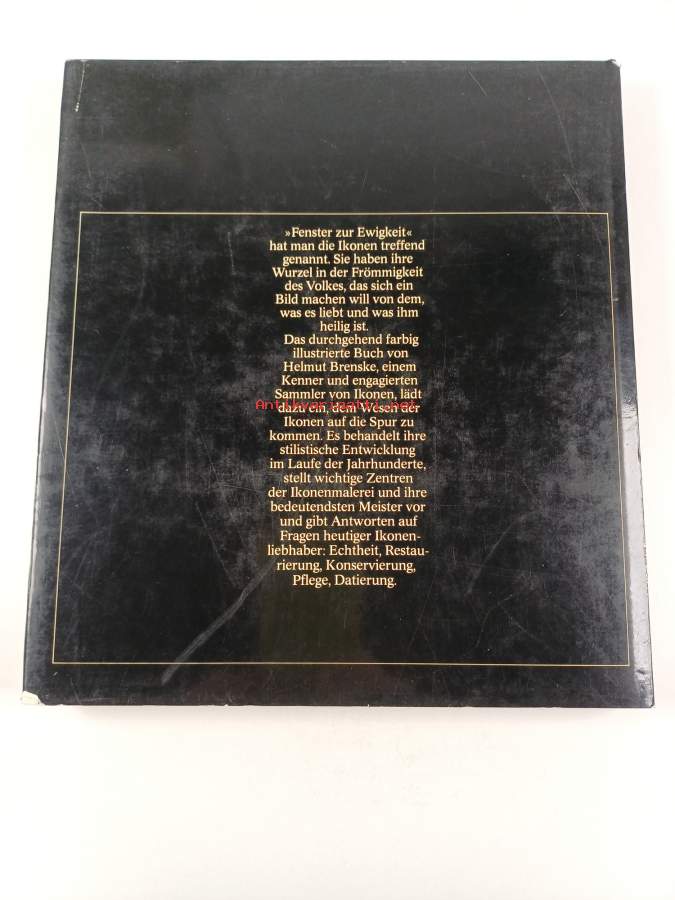 »Fenster zur Ewigkeit«
hat man die Ikonen treffend
genannt. Sie haben ihre
Wurzel in der Frömmigkeit
des Volkes, das sich ein
Bild machen will von dem,
was es liebt und was ihm
heilig ist.
Das durchgehend farbig
illustrierte Buch von
Helmut Brenske, einem
Kenner und engagierten
Sammler von Ikonen, lädt
Antikvariaatti.net
dazu ein, dem Wesen der
Ikonen auf die Spur zu
kommen. Es behandelt ihre
stilistische Entwicklung
im Laufe der Jahrhunderte,
stellt wichtige Zentren
der Ikonenmalerei und ihre
bedeutendsten Meister vor
und gibt Antworten auf
Fragen heutiger Ikonen-
liebhaber: Echtheit, Restau-
rierung, Konservierung,
Pflege, Datierung.